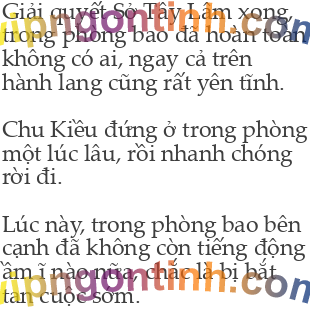 Giải quyết Sở Tây Lâm xong,
trong phòng bao đã hoàn toàn
không có ai, ngay cả trên
hành lang cũng rất yên tĩnh.
Chu Kiều đứng ở trong phòng
một lúc lâu, rồi nhanh chóng
rời đi.
Lúc này, trong phòng bao bên
cạnh đã không còn tiếng động
ầm ĩ nào nữa, chắc là bị bắt
tan cuộc sớm.